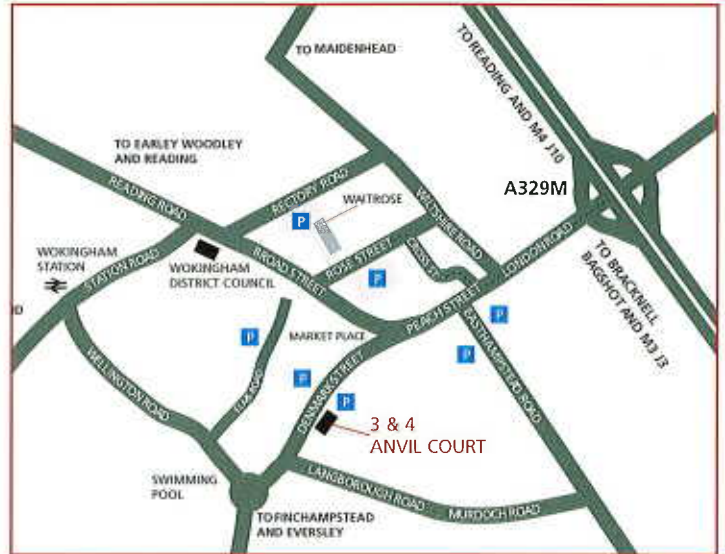 TO MAIDENHEAD
TO READING AND M4 J10
TO EARLEY WOODLEY
AND READING
READING ROAD
RECTORY ROAD
WAITROSE
A329M
P
WILTSHIRE ROAD
WOKINGHAM
STATION
STATION ROAD
WOKINGHAM
DISTRICT COUNCIL
BROAD STREET
ROSE STREET
CROSS ST
LONDON ROAD
TO BRACKNELL
BAGSHOT AND M3 J3
P
PEACH STREET
MARKET PLACE
P
P
P
EASTHAMPSTEAD ROAD
WELLINGTON ROAD
ELMS ROAD
DENMARK STREET
P
P
3 & 4
ANVIL COURT
SWIMMING
POOL
LANGBOROUGH ROAD
MURDOCH ROAD
TO FINCHAMPSTEAD
AND EVERSLEY